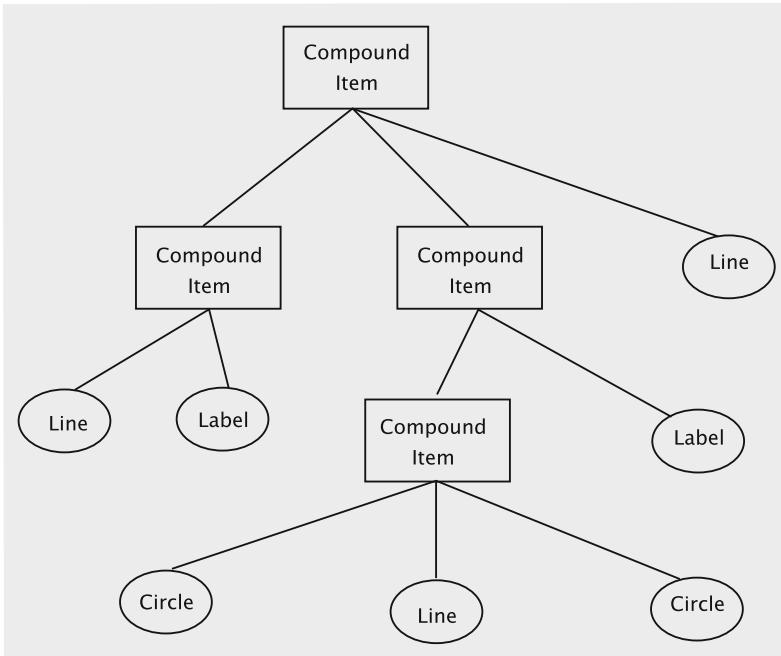 Compound
Item
Compound
Item
Compound
Item
Line
Line
Label
Compound
Item
Label
Circle
Line
Circle